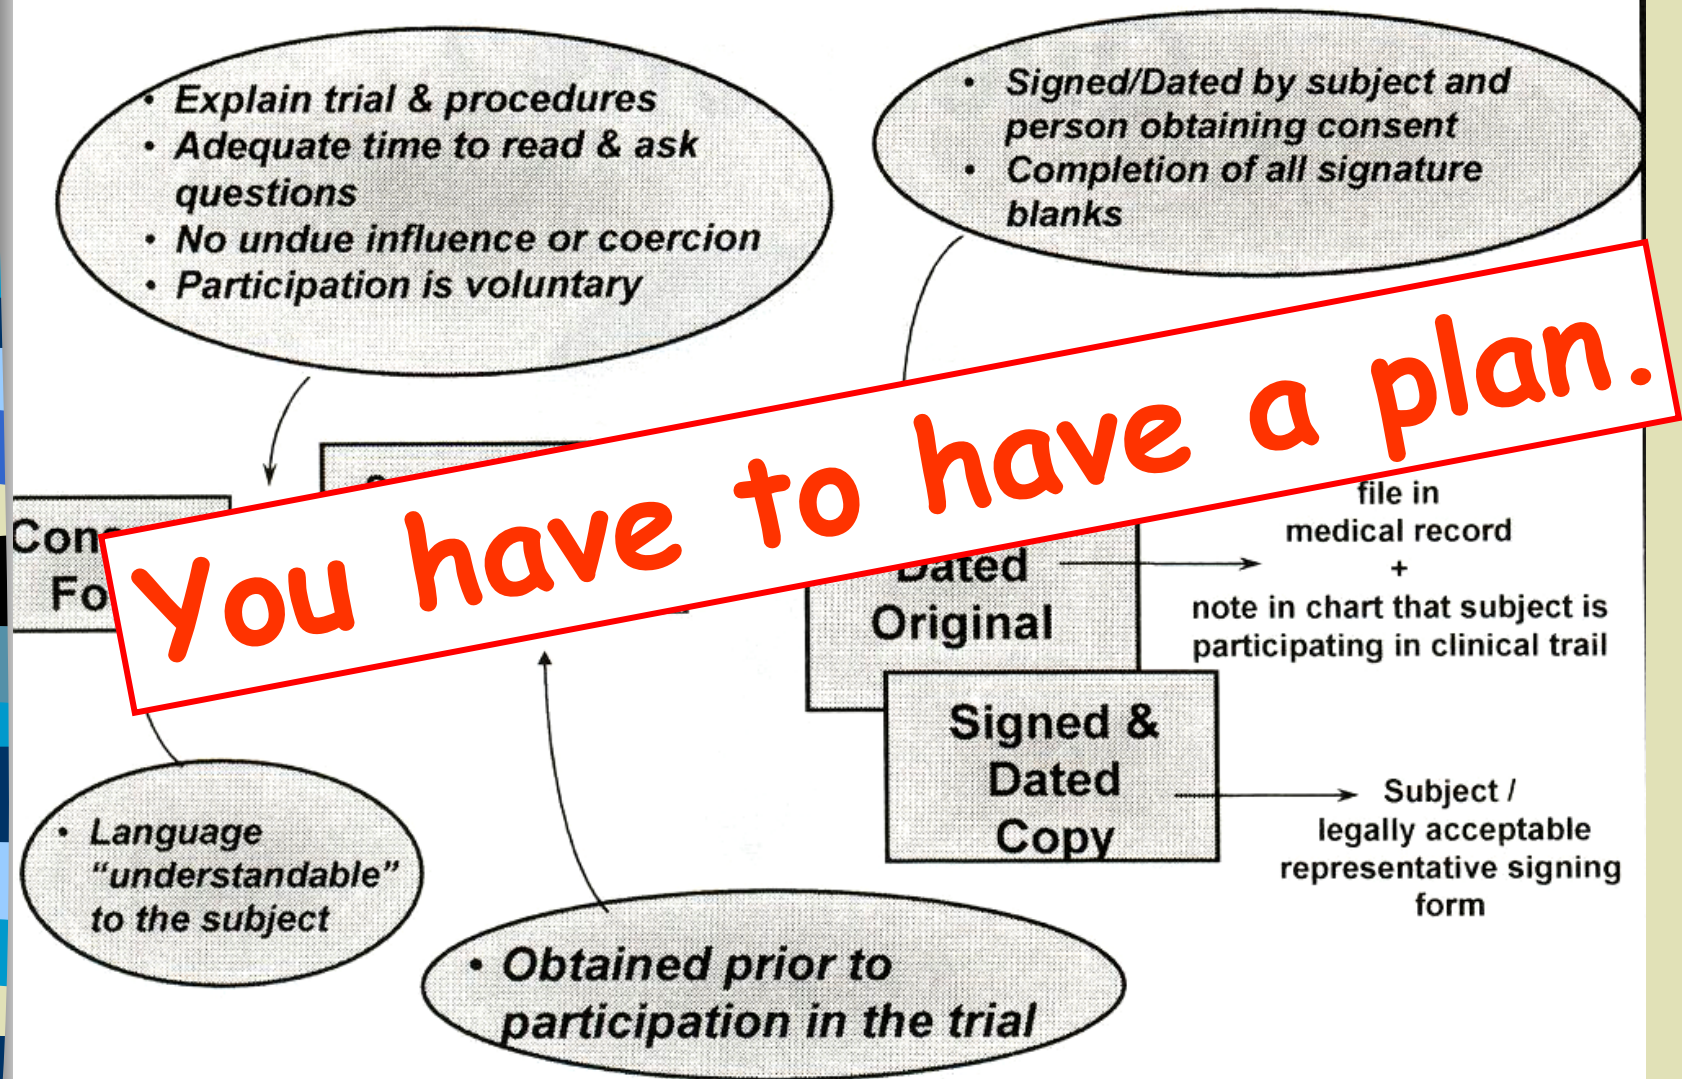 • Explain trial & procedures
• Adequate time to read & ask
questions
• No undue influence or coercion
• Participation is voluntary
• Signed/Dated by subject and
person obtaining consent
• Completion of all signature
blanks
You have to have a plan.
Dated
Original
file in
medical record
+
note in chart that subject is
participating in clinical trail
Signed &
Dated
Copy
Subject /
legally acceptable
representative signing
form
• Language
“understandable”
to the subject
• Obtained prior to
participation in the trial